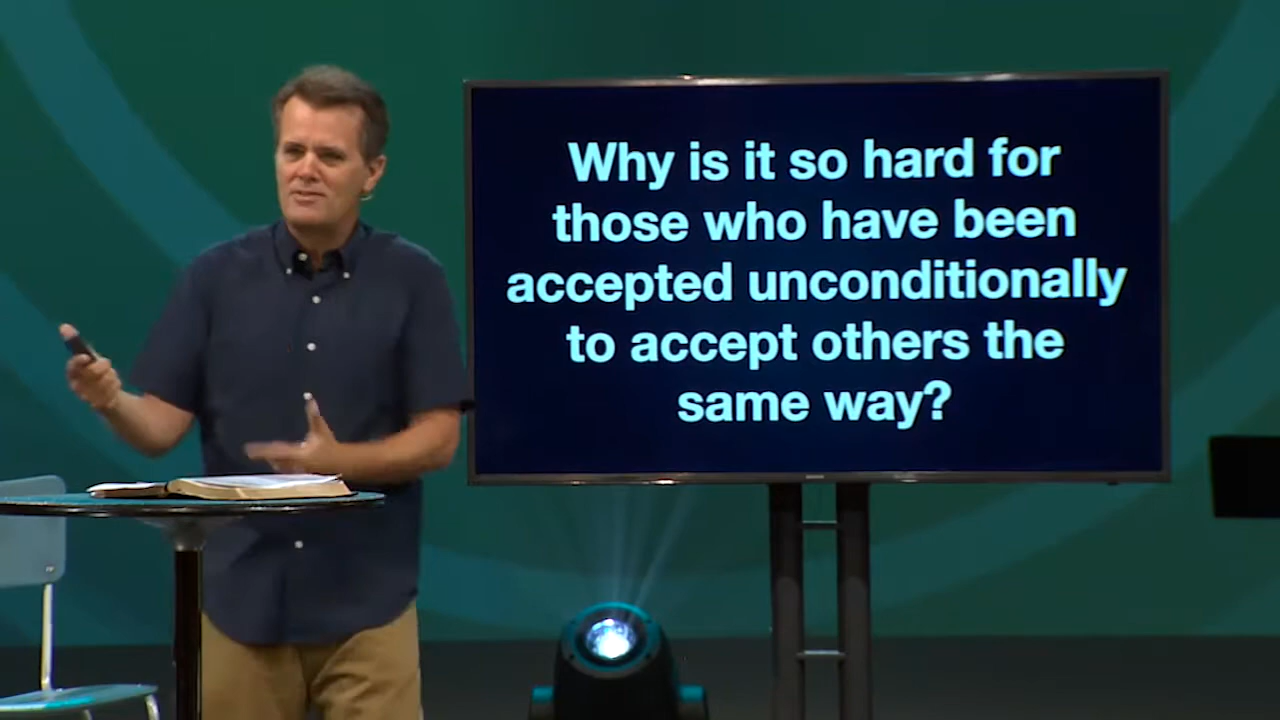 Why is it so hard for
those who have been
accepted unconditionally
to accept others the
same way?